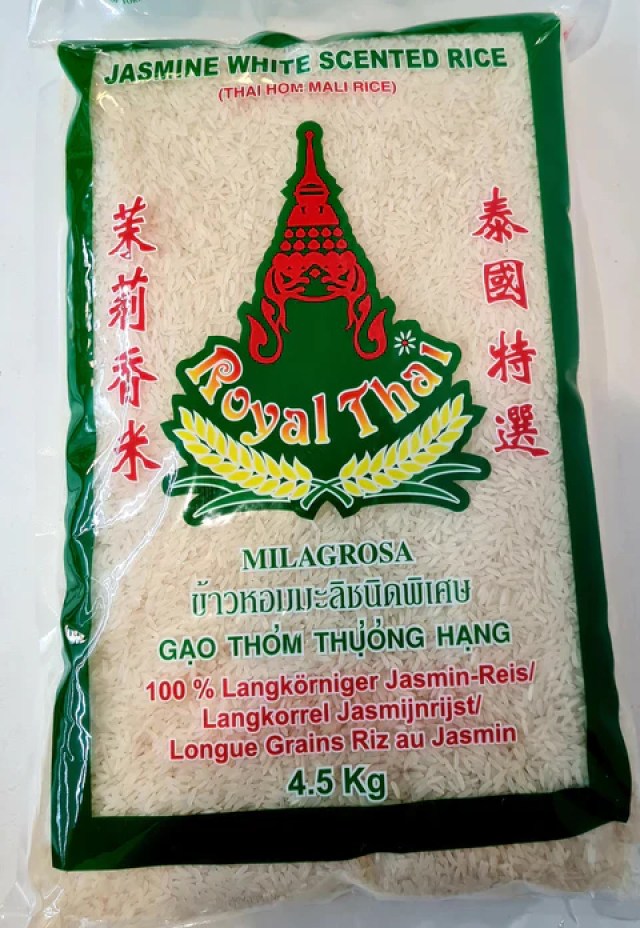 JASMINE WHITE SCENTED RICE
(THAI HOM MALI RICE)
茉莉香米
泰國特選
Royal Thai
MILAGROSA
ข้าวหอมมะลิชนิดพิเศษ
GẠO THƠM THƯỢNG HẠNG
100 % Langkörniger Jasmin-Reis/
Langkorrel Jasmijnrijst/
Longue Grains Riz au Jasmin
4.5 Kg